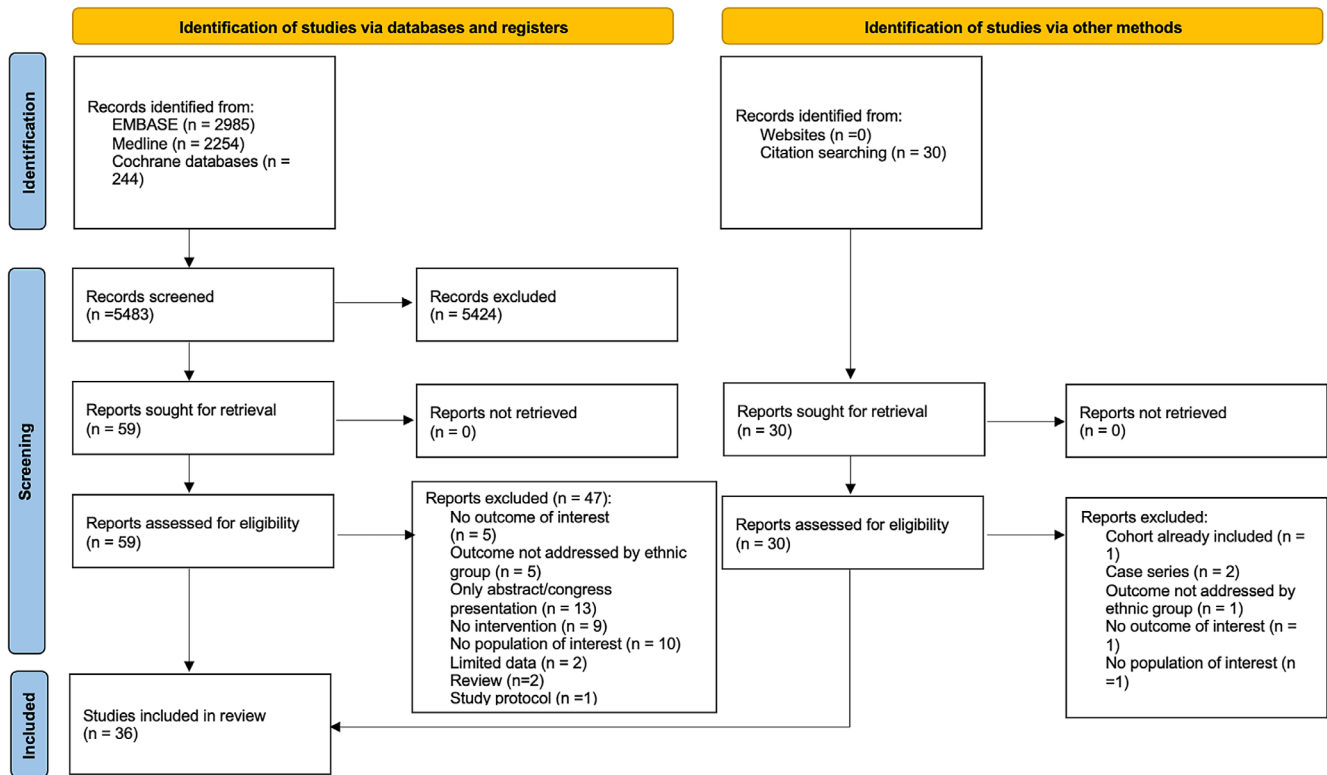 Identification of studies via databases and registers
Identification of studies via other methods
Identification
Records identified from:
EMBASE (n = 2985)
Medline (n = 2254)
Cochrane databases (n =
244)
Records identified from:
Websites (n =0)
Citation searching (n = 30)
Screening
Records screened
(n =5483)
Records excluded
(n = 5424)
Reports sought for retrieval
(n = 59)
Reports not retrieved
(n = 0)
Reports sought for retrieval
(n = 30)
Reports not retrieved
(n = 0)
Reports assessed for eligibility
(n = 59)
Reports excluded (n = 47):
No outcome of interest
(n = 5)
Outcome not addressed by ethnic
group (n = 5)
Only abstract/congress
presentation (n = 13)
No intervention (n = 9)
No population of interest (n = 10)
Limited data (n = 2)
Review (n=2)
Study protocol (n =1)
Reports assessed for eligibility
(n = 30)
Reports excluded:
Cohort already included (n =
1)
Case series (n = 2)
Outcome not addressed by
ethnic group (n = 1)
No outcome of interest (n =
1)
No population of interest (n
=1)
Included
Studies included in review
(n = 36)